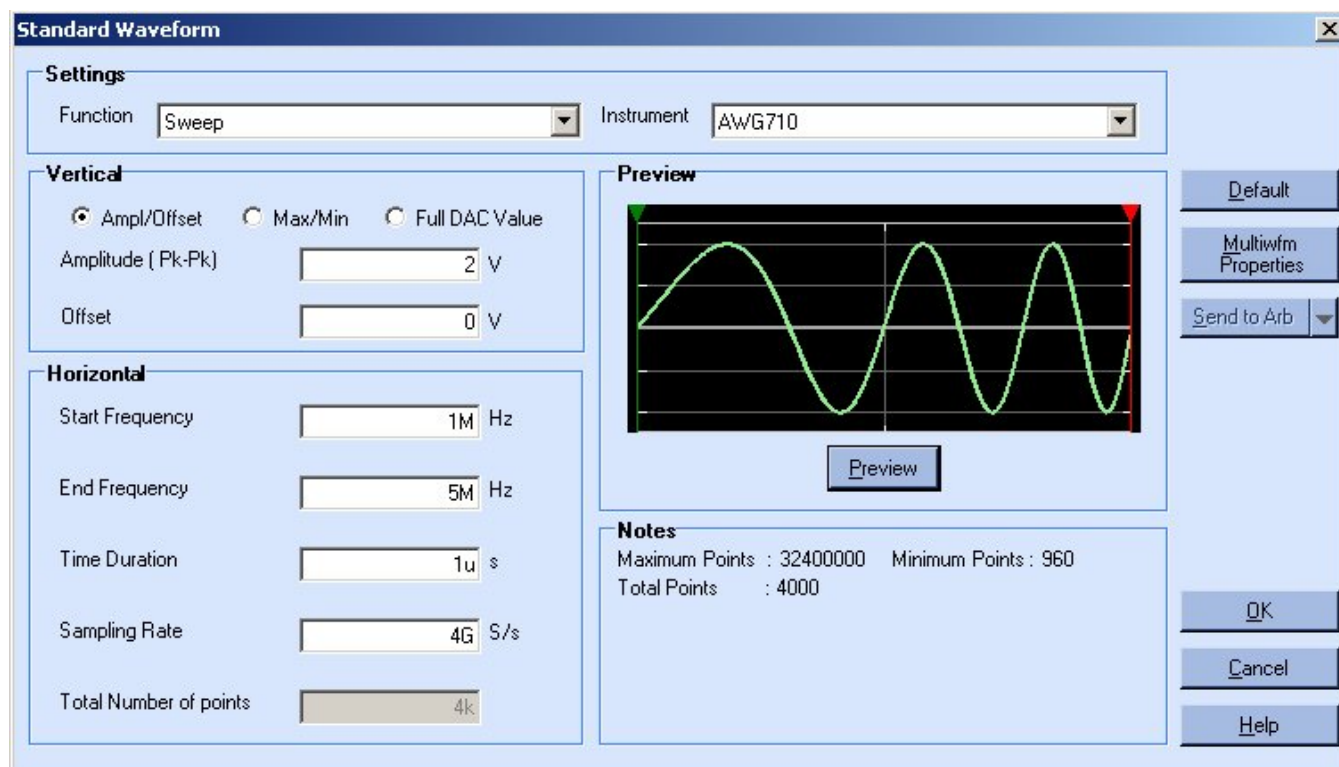 Standard Waveform
Settings
Function Sweep Instrument AWG710
Vertical
Ampl/Offset Max/Min Full DAC Value
Amplitude ( Pk-Pk) 2 V
Offset 0 V
Horizontal
Start Frequency 1M Hz
End Frequency 5M Hz
Time Duration 1u s
Sampling Rate 4G S/s
Total Number of points 4k
Preview
Preview
Notes
Maximum Points : 32400000 Minimum Points : 960
Total Points : 4000
Default
Multiwfm
Properties
Send to Arb
OK
Cancel
Help